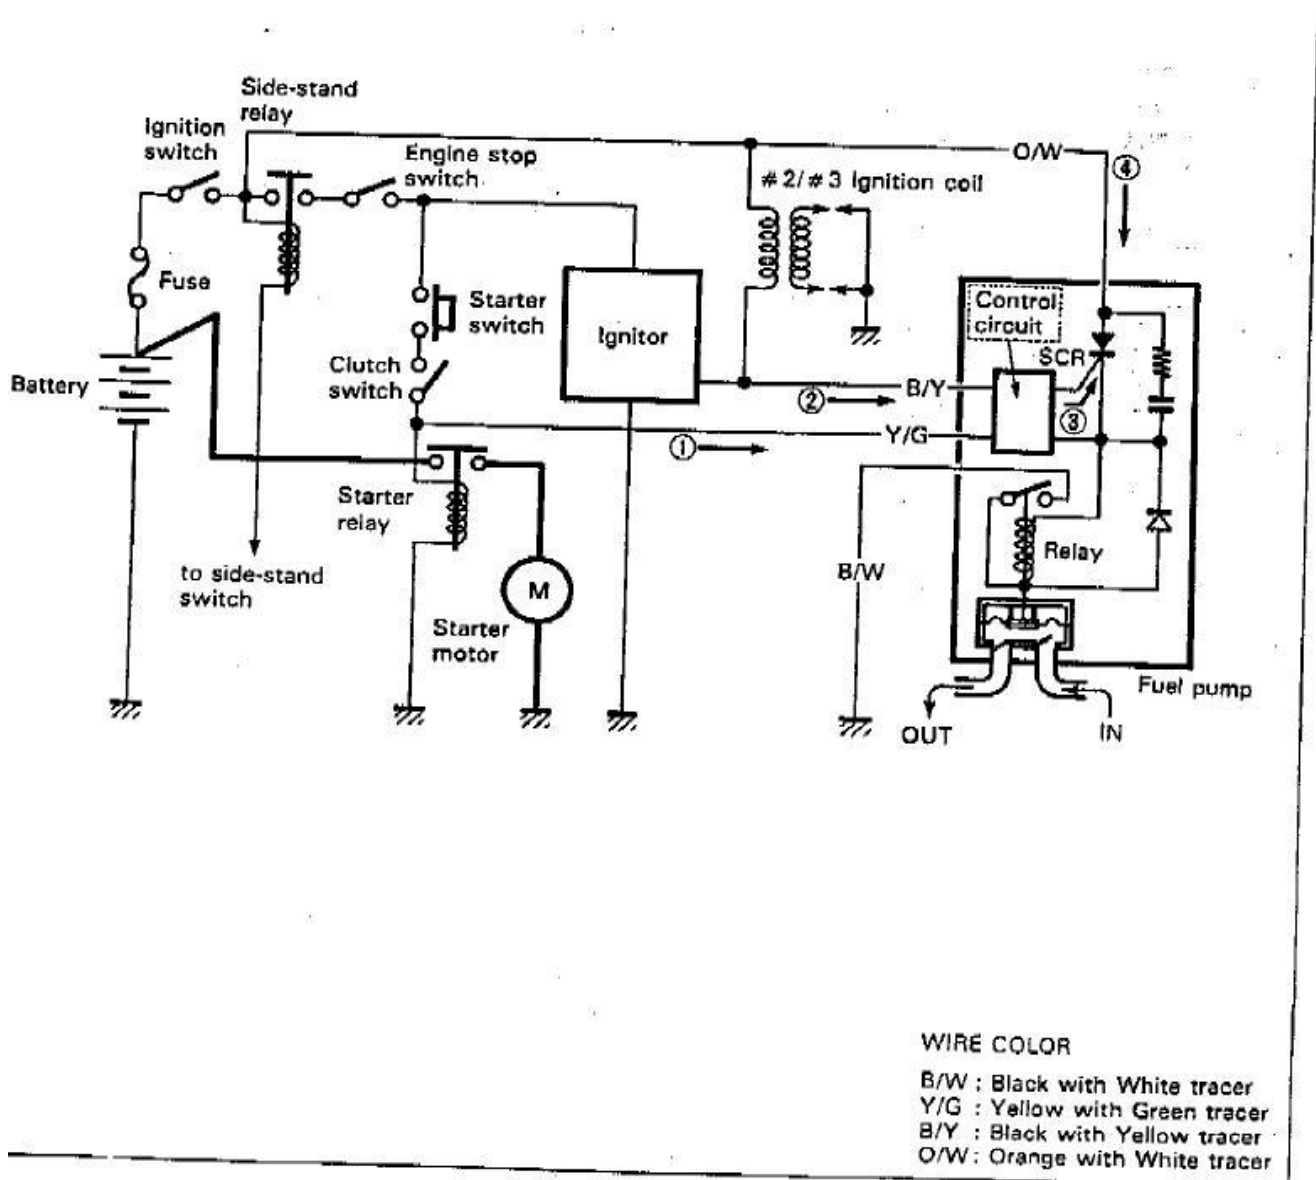 Side-stand
relay
Ignition
switch
Engine stop
switch
O/W
④
#2/#3 Ignition coil
Fuse
Starter
switch
Ignitor
Control
circuit
SCR
Clutch
switch
Battery
②
B/Y
③
①
Y/G
Starter
relay
Relay
B/W
to side-stand
switch
M
Starter
motor
Fuel pump
OUT
IN
WIRE COLOR
B/W : Black with White tracer
Y/G : Yellow with Green tracer
B/Y : Black with Yellow tracer
O/W : Orange with White tracer